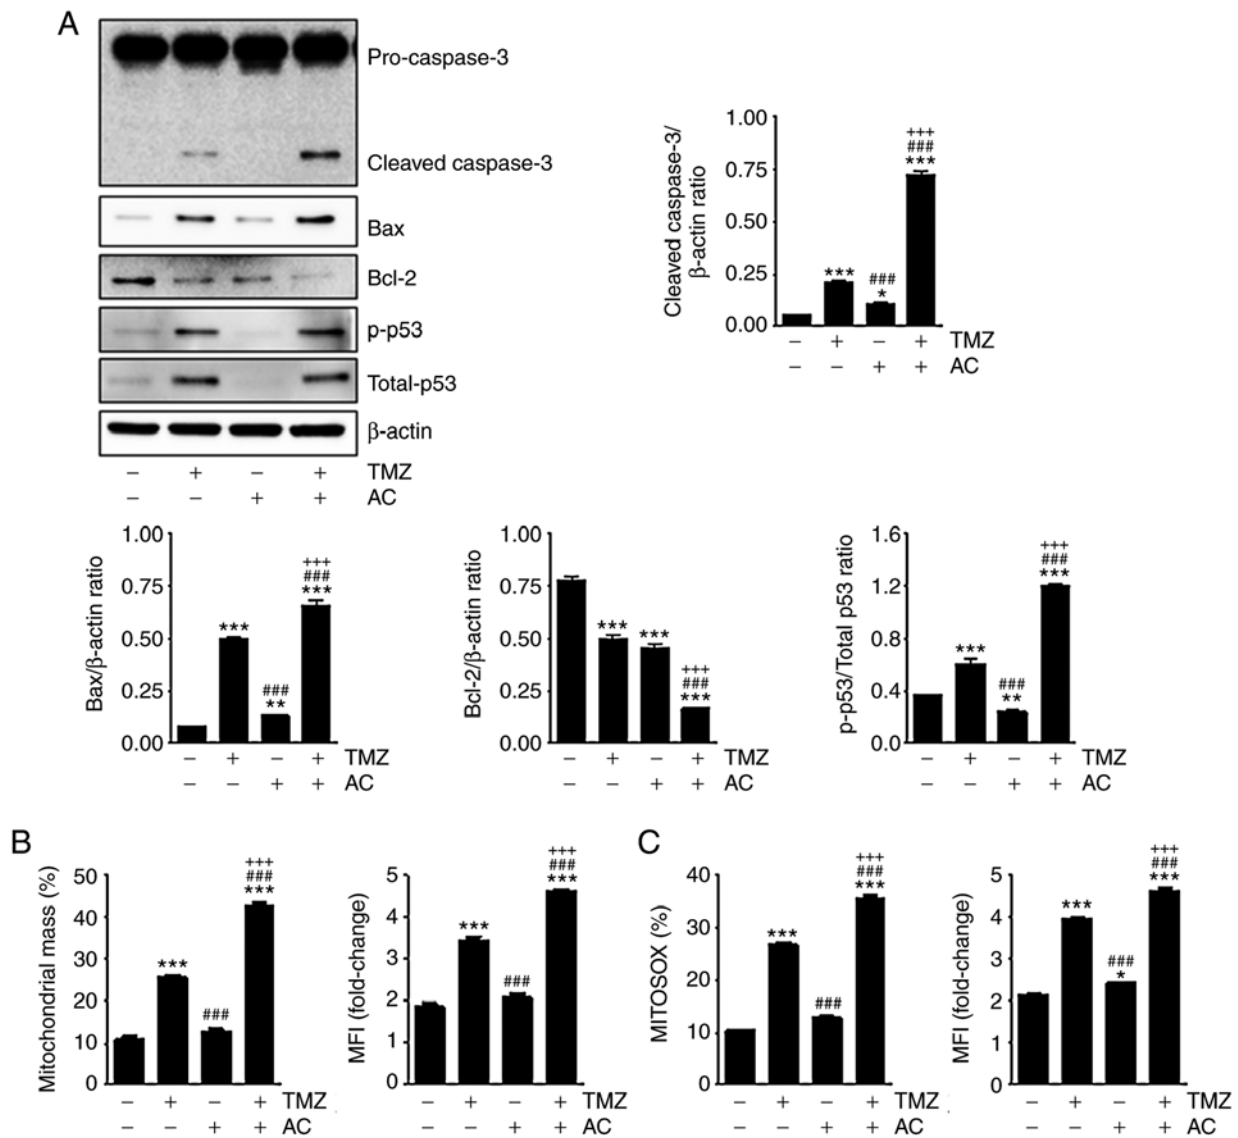 A
Pro-caspase-3
Cleaved caspase-3
Bax
Bcl-2
p-p53
Total-p53
β-actin
– + – + TMZ
– – + + AC
Cleaved caspase-3/
β-actin ratio
1.00
0.75
0.50
0.25
0.00
***
###
*
+++
###
***
– + – + TMZ
– – + + AC
Bax/β-actin ratio
1.00
0.75
0.50
0.25
0.00
***
###
**
+++
###
***
– + – + TMZ
– – + + AC
Bcl-2/β-actin ratio
1.00
0.75
0.50
0.25
0.00
***
***
+++
###
***
– + – + TMZ
– – + + AC
p-p53/Total p53 ratio
1.6
1.2
0.8
0.4
0.0
***
###
**
+++
###
***
– + – + TMZ
– – + + AC
B
Mitochondrial mass (%)
50
40
30
20
10
0
***
###
+++
###
***
– + – + TMZ
– – + + AC
MFI (fold-change)
5
4
3
2
1
0
***
###
+++
###
***
– + – + TMZ
– – + + AC
C
MITOSOX (%)
40
30
20
10
0
***
###
+++
###
***
– + – + TMZ
– – + + AC
MFI (fold-change)
5
4
3
2
1
0
***
###
*
+++
###
***
– + – + TMZ
– – + + AC